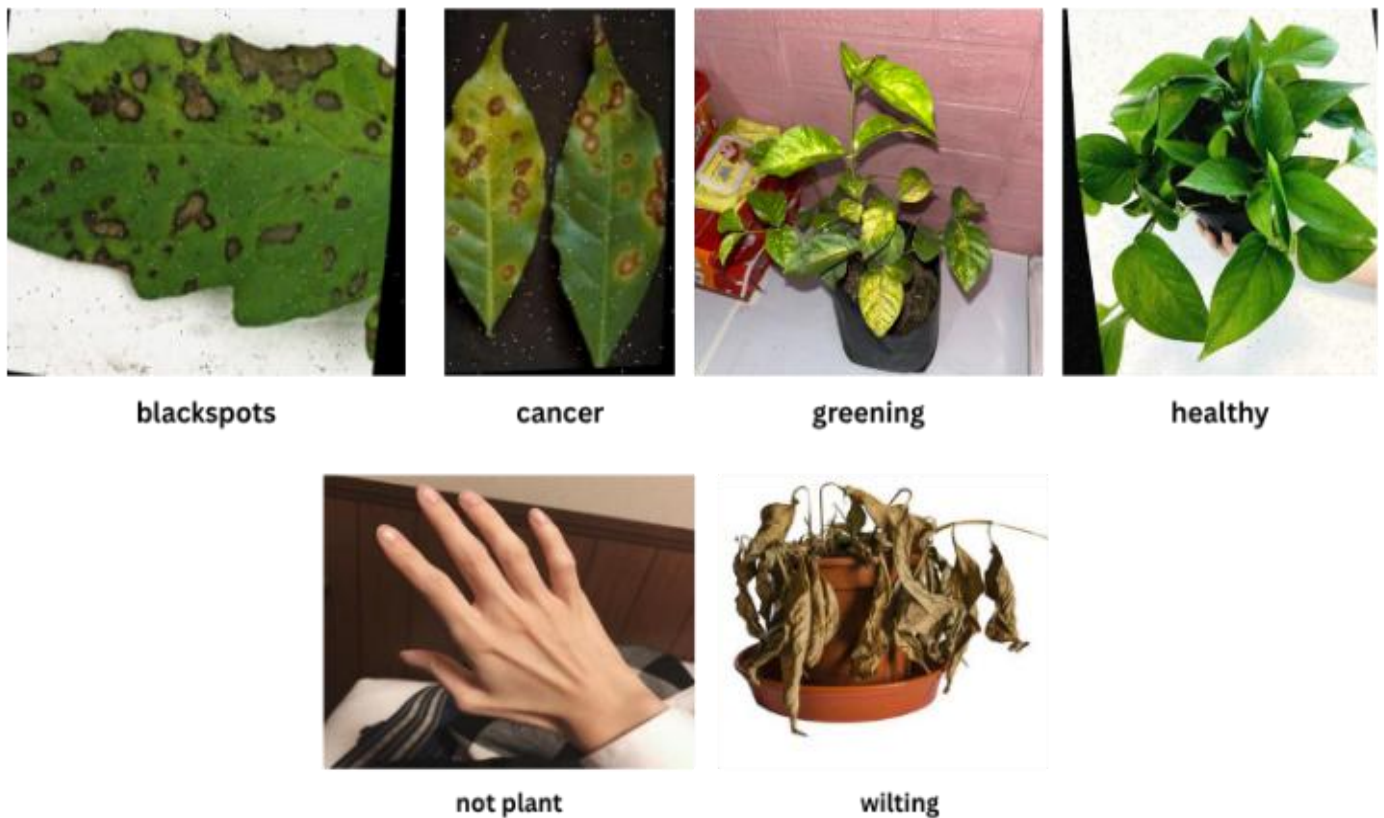 blackspots
cancer
greening
healthy
not plant
wilting